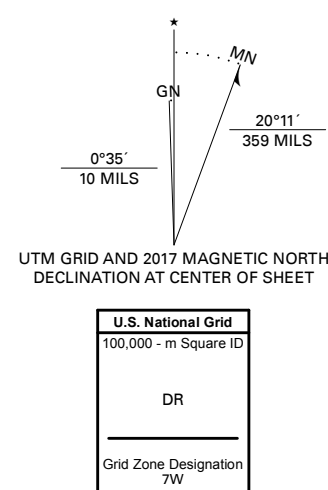 ★
MN
GN
20°11´
359 MILS
0°35´
10 MILS
UTM GRID AND 2017 MAGNETIC NORTH
DECLINATION AT CENTER OF SHEET
U.S. National Grid
100,000 - m Square ID
DR
Grid Zone Designation
7W